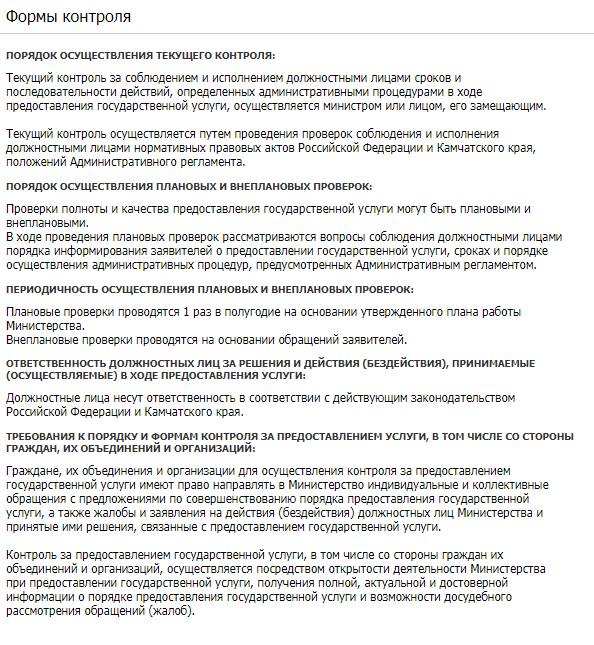 Формы контроля
ПОРЯДОК ОСУЩЕСТВЛЕНИЯ ТЕКУЩЕГО КОНТРОЛЯ:
Текущий контроль за соблюдением и исполнением должностными лицами сроков и
последовательности действий, определенных административными процедурами в ходе
предоставления государственной услуги, осуществляется министром или лицом, его замещающим.
Текущий контроль осуществляется путем проведения проверок соблюдения и исполнения
должностными лицами нормативных правовых актов Российской Федерации и Камчатского края,
положений Административного регламента.
ПОРЯДОК ОСУЩЕСТВЛЕНИЯ ПЛАНОВЫХ И ВНЕПЛАНОВЫХ ПРОВЕРОК:
Проверки полноты и качества предоставления государственной услуги могут быть плановыми и
внеплановыми.
В ходе проведения плановых проверок рассматриваются вопросы соблюдения должностными лицами
порядка информирования заявителей о предоставлении государственной услуги, сроках и порядке
осуществления административных процедур, предусмотренных Административным регламентом.
ПЕРИОДИЧНОСТЬ ОСУЩЕСТВЛЕНИЯ ПЛАНОВЫХ И ВНЕПЛАНОВЫХ ПРОВЕРОК:
Плановые проверки проводятся 1 раз в полугодие на основании утвержденного плана работы
Министерства.
Внеплановые проверки проводятся на основании обращений заявителей.
ОТВЕТСТВЕННОСТЬ ДОЛЖНОСТНЫХ ЛИЦ ЗА РЕШЕНИЯ И ДЕЙСТВИЯ (БЕЗДЕЙСТВИЯ), ПРИНИМАЕМЫЕ
(ОСУЩЕСТВЛЯЕМЫЕ) В ХОДЕ ПРЕДОСТАВЛЕНИЯ УСЛУГИ:
Должностные лица несут ответственность в соответствии с действующим законодательством
Российской Федерации и Камчатского края.
ТРЕБОВАНИЯ К ПОРЯДКУ И ФОРМАМ КОНТРОЛЯ ЗА ПРЕДОСТАВЛЕНИЕМ УСЛУГИ, В ТОМ ЧИСЛЕ СО СТОРОНЫ
ГРАЖДАН, ИХ ОБЪЕДИНЕНИЙ И ОРГАНИЗАЦИЙ:
Граждане, их объединения и организации для осуществления контроля за предоставлением
государственной услуги имеют право направлять в Министерство индивидуальные и коллективные
обращения с предложениями по совершенствованию порядка предоставления государственной
услуги, а также жалобы и заявления на действия (бездействия) должностных лиц Министерства и
принятые ими решения, связанные с предоставлением государственной услуги.
Контроль за предоставлением государственной услуги, в том числе со стороны граждан их
объединений и организаций, осуществляется посредством открытости деятельности Министерства
при предоставлении государственной услуги, получения полной, актуальной и достоверной
информации о порядке предоставления государственной услуги и возможности досудебного
рассмотрения обращений (жалоб).